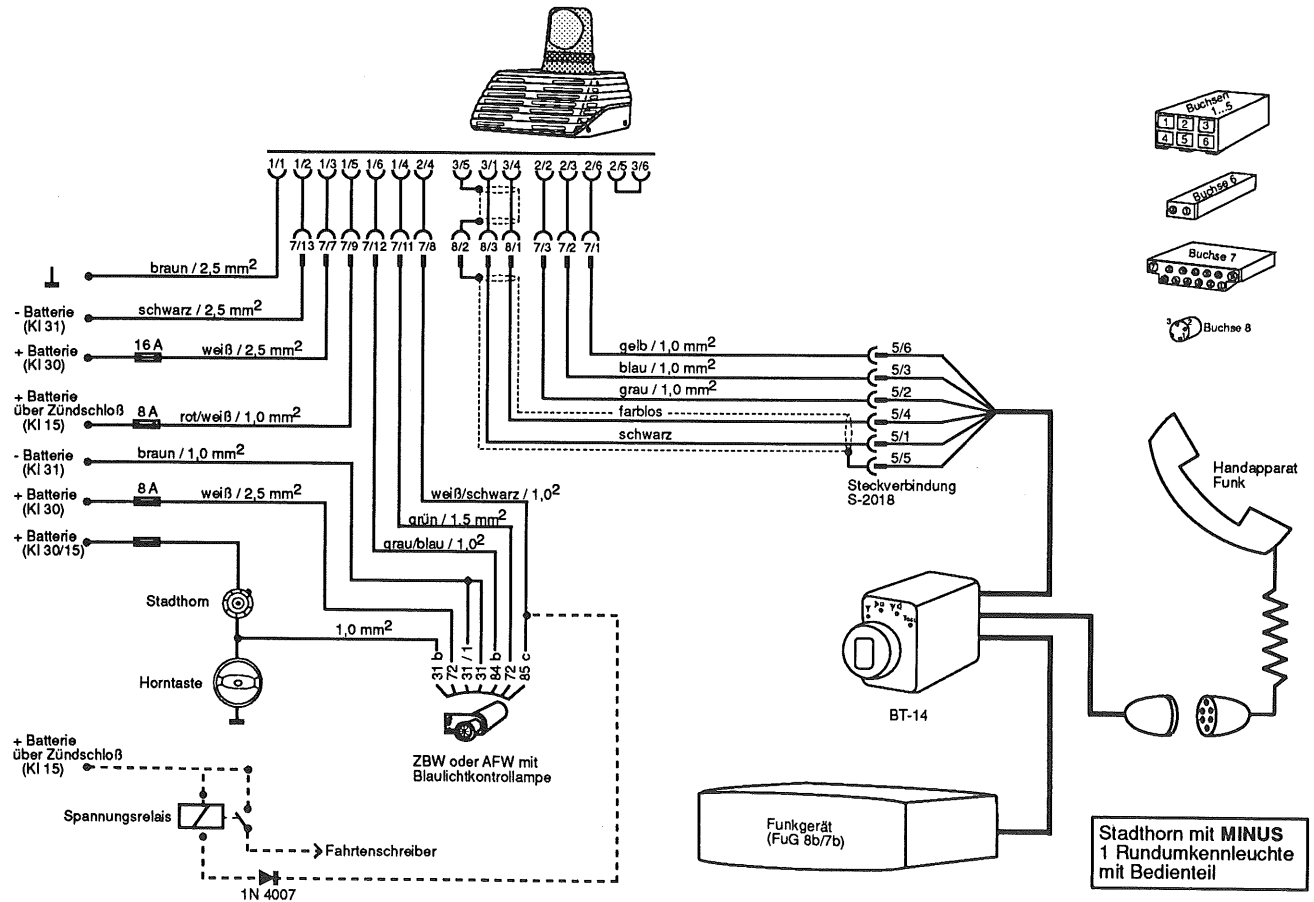 Buchsen
1...5
1 2 3
4 5 6
Buchse 6
2 1
Buchse 7
3 2
Buchse 8
1/1 1/2 1/3 1/5 1/6 1/4 2/4 3/5 3/1 3/4 2/2 2/3 2/6 2/5 3/6
7/13 7/7 7/9 7/12 7/11 7/8 8/2 8/3 8/1 7/3 7/2 7/1
braun / 2,5 mm²
- Batterie
(Kl 31)
schwarz / 2,5 mm²
+ Batterie
(Kl 30)
16 A
weiß / 2,5 mm²
+ Batterie
über Zündschloß
(Kl 15)
8 A
rot/weiß / 1,0 mm²
- Batterie
(Kl 31)
braun / 1,0 mm²
+ Batterie
(Kl 30)
8 A
weiß / 2,5 mm²
+ Batterie
(Kl 30/15)
weiß/schwarz / 1,0²
grün / 1,5 mm²
grau/blau / 1,0²
gelb / 1,0 mm²
blau / 1,0 mm²
grau / 1,0 mm²
farblos
schwarz
5/6
5/3
5/2
5/4
5/1
5/5
Steckverbindung
S-2018
Handapparat
Funk
Stadthorn
1,0 mm²
Horntaste
31 b
72
31 / 1
31
84 b
72
85 c
ZBW oder AFW mit
Blaulichtkontrollampe
BT-14
+ Batterie
über Zündschloß
(Kl 15)
Spannungsrelais
Fahrtenschreiber
1N 4007
Funkgerät
(FuG 8b/7b)
Stadthorn mit MINUS
1 Rundumkennleuchte
mit Bedienteil